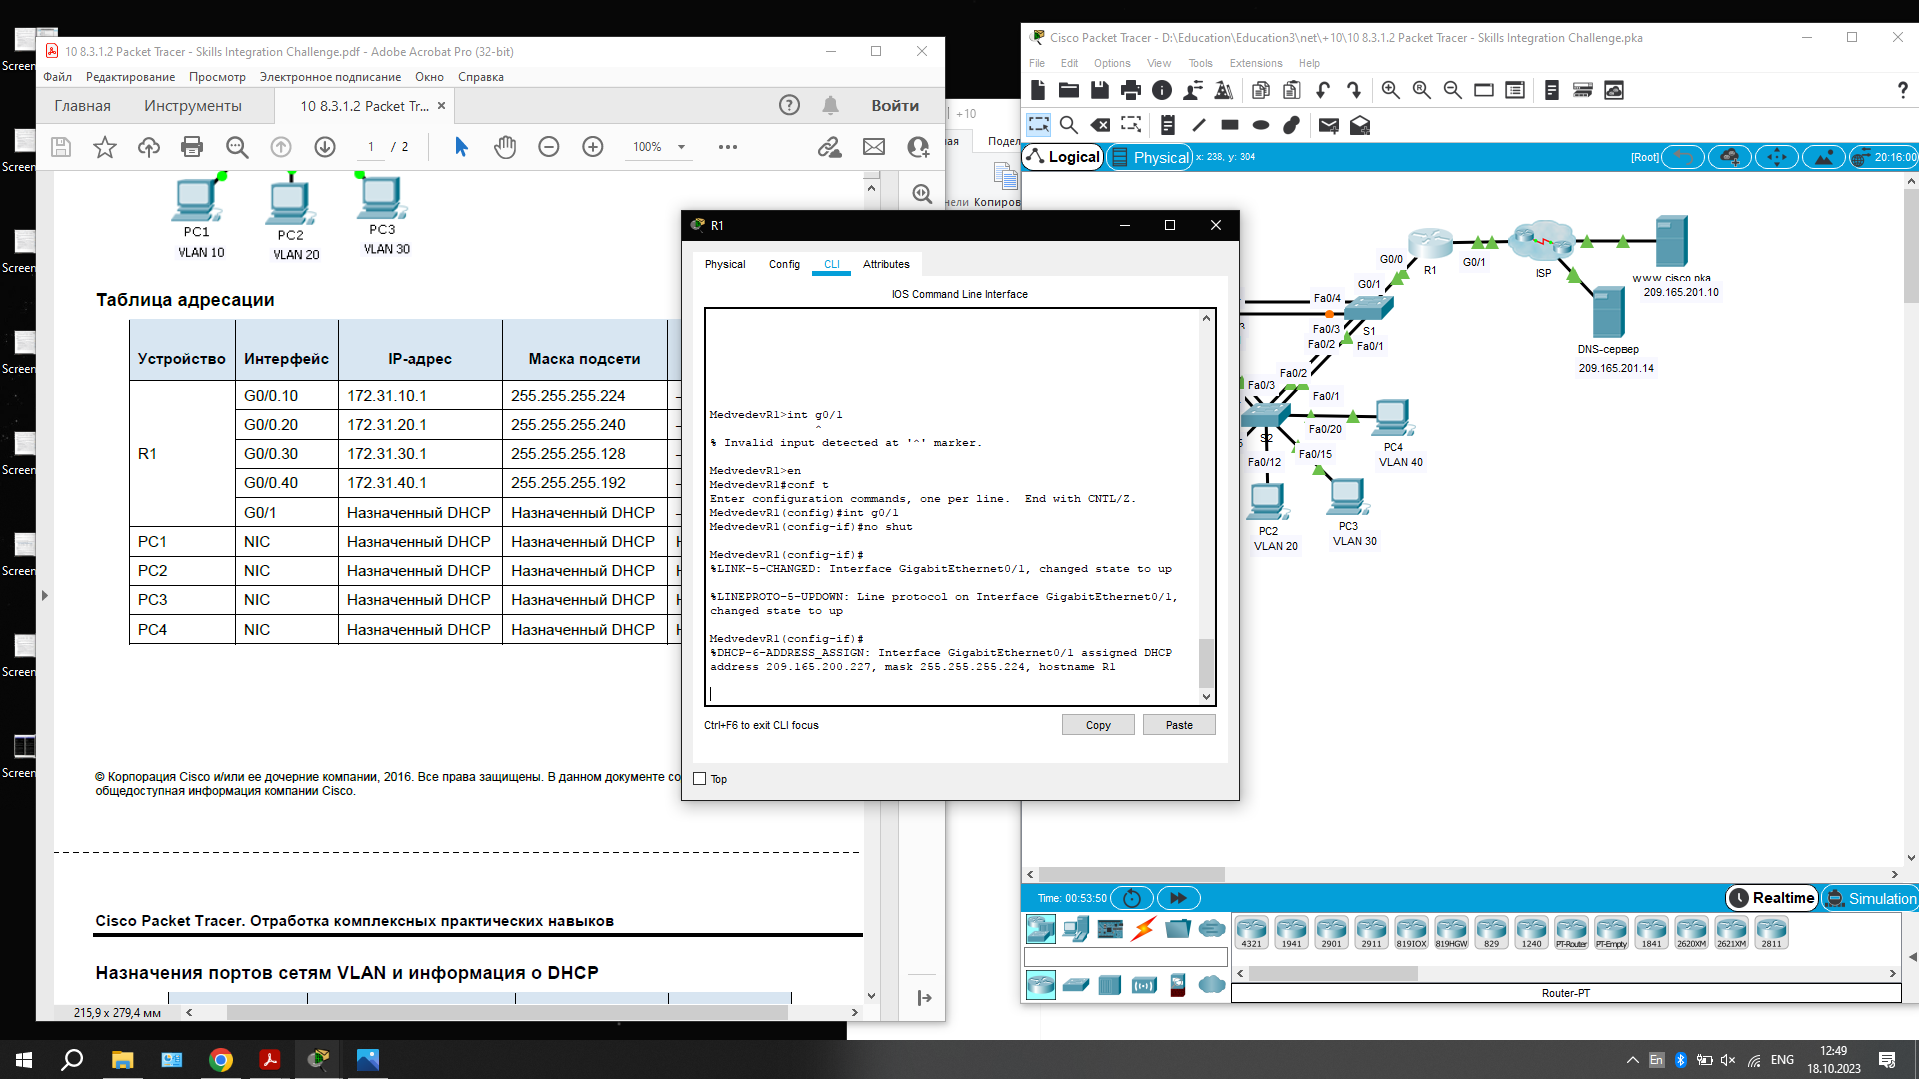 Screen
Screen
Screen
Screen
Screen
Screen
Screen
Screen
10 8.3.1.2 Packet Tracer - Skills Integration Challenge.pdf - Adobe Acrobat Pro (32-bit)
Файл Редактирование Просмотр Электронное подписание Окно Справка
Главная Инструменты 10 8.3.1.2 Packet Tr... × Войти
1 / 2 100%
PC1
VLAN 10
PC2
VLAN 20
PC3
VLAN 30
Таблица адресации
Устройство Интерфейс IP-адрес Маска подсети
R1
G0/0.10 172.31.10.1 255.255.255.224
G0/0.20 172.31.20.1 255.255.255.240
G0/0.30 172.31.30.1 255.255.255.128
G0/0.40 172.31.40.1 255.255.255.192
G0/1 Назначенный DHCP Назначенный DHCP
PC1 NIC Назначенный DHCP Назначенный DHCP
PC2 NIC Назначенный DHCP Назначенный DHCP
PC3 NIC Назначенный DHCP Назначенный DHCP
PC4 NIC Назначенный DHCP Назначенный DHCP
© Корпорация Cisco и/или ее дочерние компании, 2016. Все права защищены. В данном документе со
общедоступная информация компании Cisco.
Cisco Packet Tracer. Отработка комплексных практических навыков
Назначения портов сетям VLAN и информация о DHCP
215,9 x 279,4 мм
+10
ная Подел
нели Копиров
R1
Physical Config CLI Attributes
IOS Command Line Interface
MedvedevR1>int g0/1
^
% Invalid input detected at '^' marker.
MedvedevR1>en
MedvedevR1#conf t
Enter configuration commands, one per line. End with CNTL/Z.
MedvedevR1(config)#int g0/1
MedvedevR1(config-if)#no shut
MedvedevR1(config-if)#
%LINK-5-CHANGED: Interface GigabitEthernet0/1, changed state to up
%LINEPROTO-5-UPDOWN: Line protocol on Interface GigabitEthernet0/1,
changed state to up
MedvedevR1(config-if)#
%DHCP-6-ADDRESS_ASSIGN: Interface GigabitEthernet0/1 assigned DHCP
address 209.165.200.227, mask 255.255.255.224, hostname R1
Ctrl+F6 to exit CLI focus
Copy Paste
Top
Cisco Packet Tracer - D:\Education\Education3\net\+10\10 8.3.1.2 Packet Tracer - Skills Integration Challenge.pka
File Edit Options View Tools Extensions Help
Logical Physical x: 238, y: 304 [Root] 20:16:00
G0/0
R1
G0/1
ISP
www.cisco.pka
209.165.201.10
DNS-сервер
209.165.201.14
G0/1
Fa0/4
Fa0/3
S1
Fa0/2
Fa0/1
Fa0/2
Fa0/3
Fa0/1
S2
Fa0/20
PC4
VLAN 40
Fa0/12
Fa0/15
PC2
VLAN 20
PC3
VLAN 30
Time: 00:53:50 Realtime Simulation
4321 1941 2901 2911 819IOX 819HGW 829 1240 PT-Router PT-Empty 1841 2620XM 2621XM 2811
Router-PT
En ENG 12:49
18.10.2023